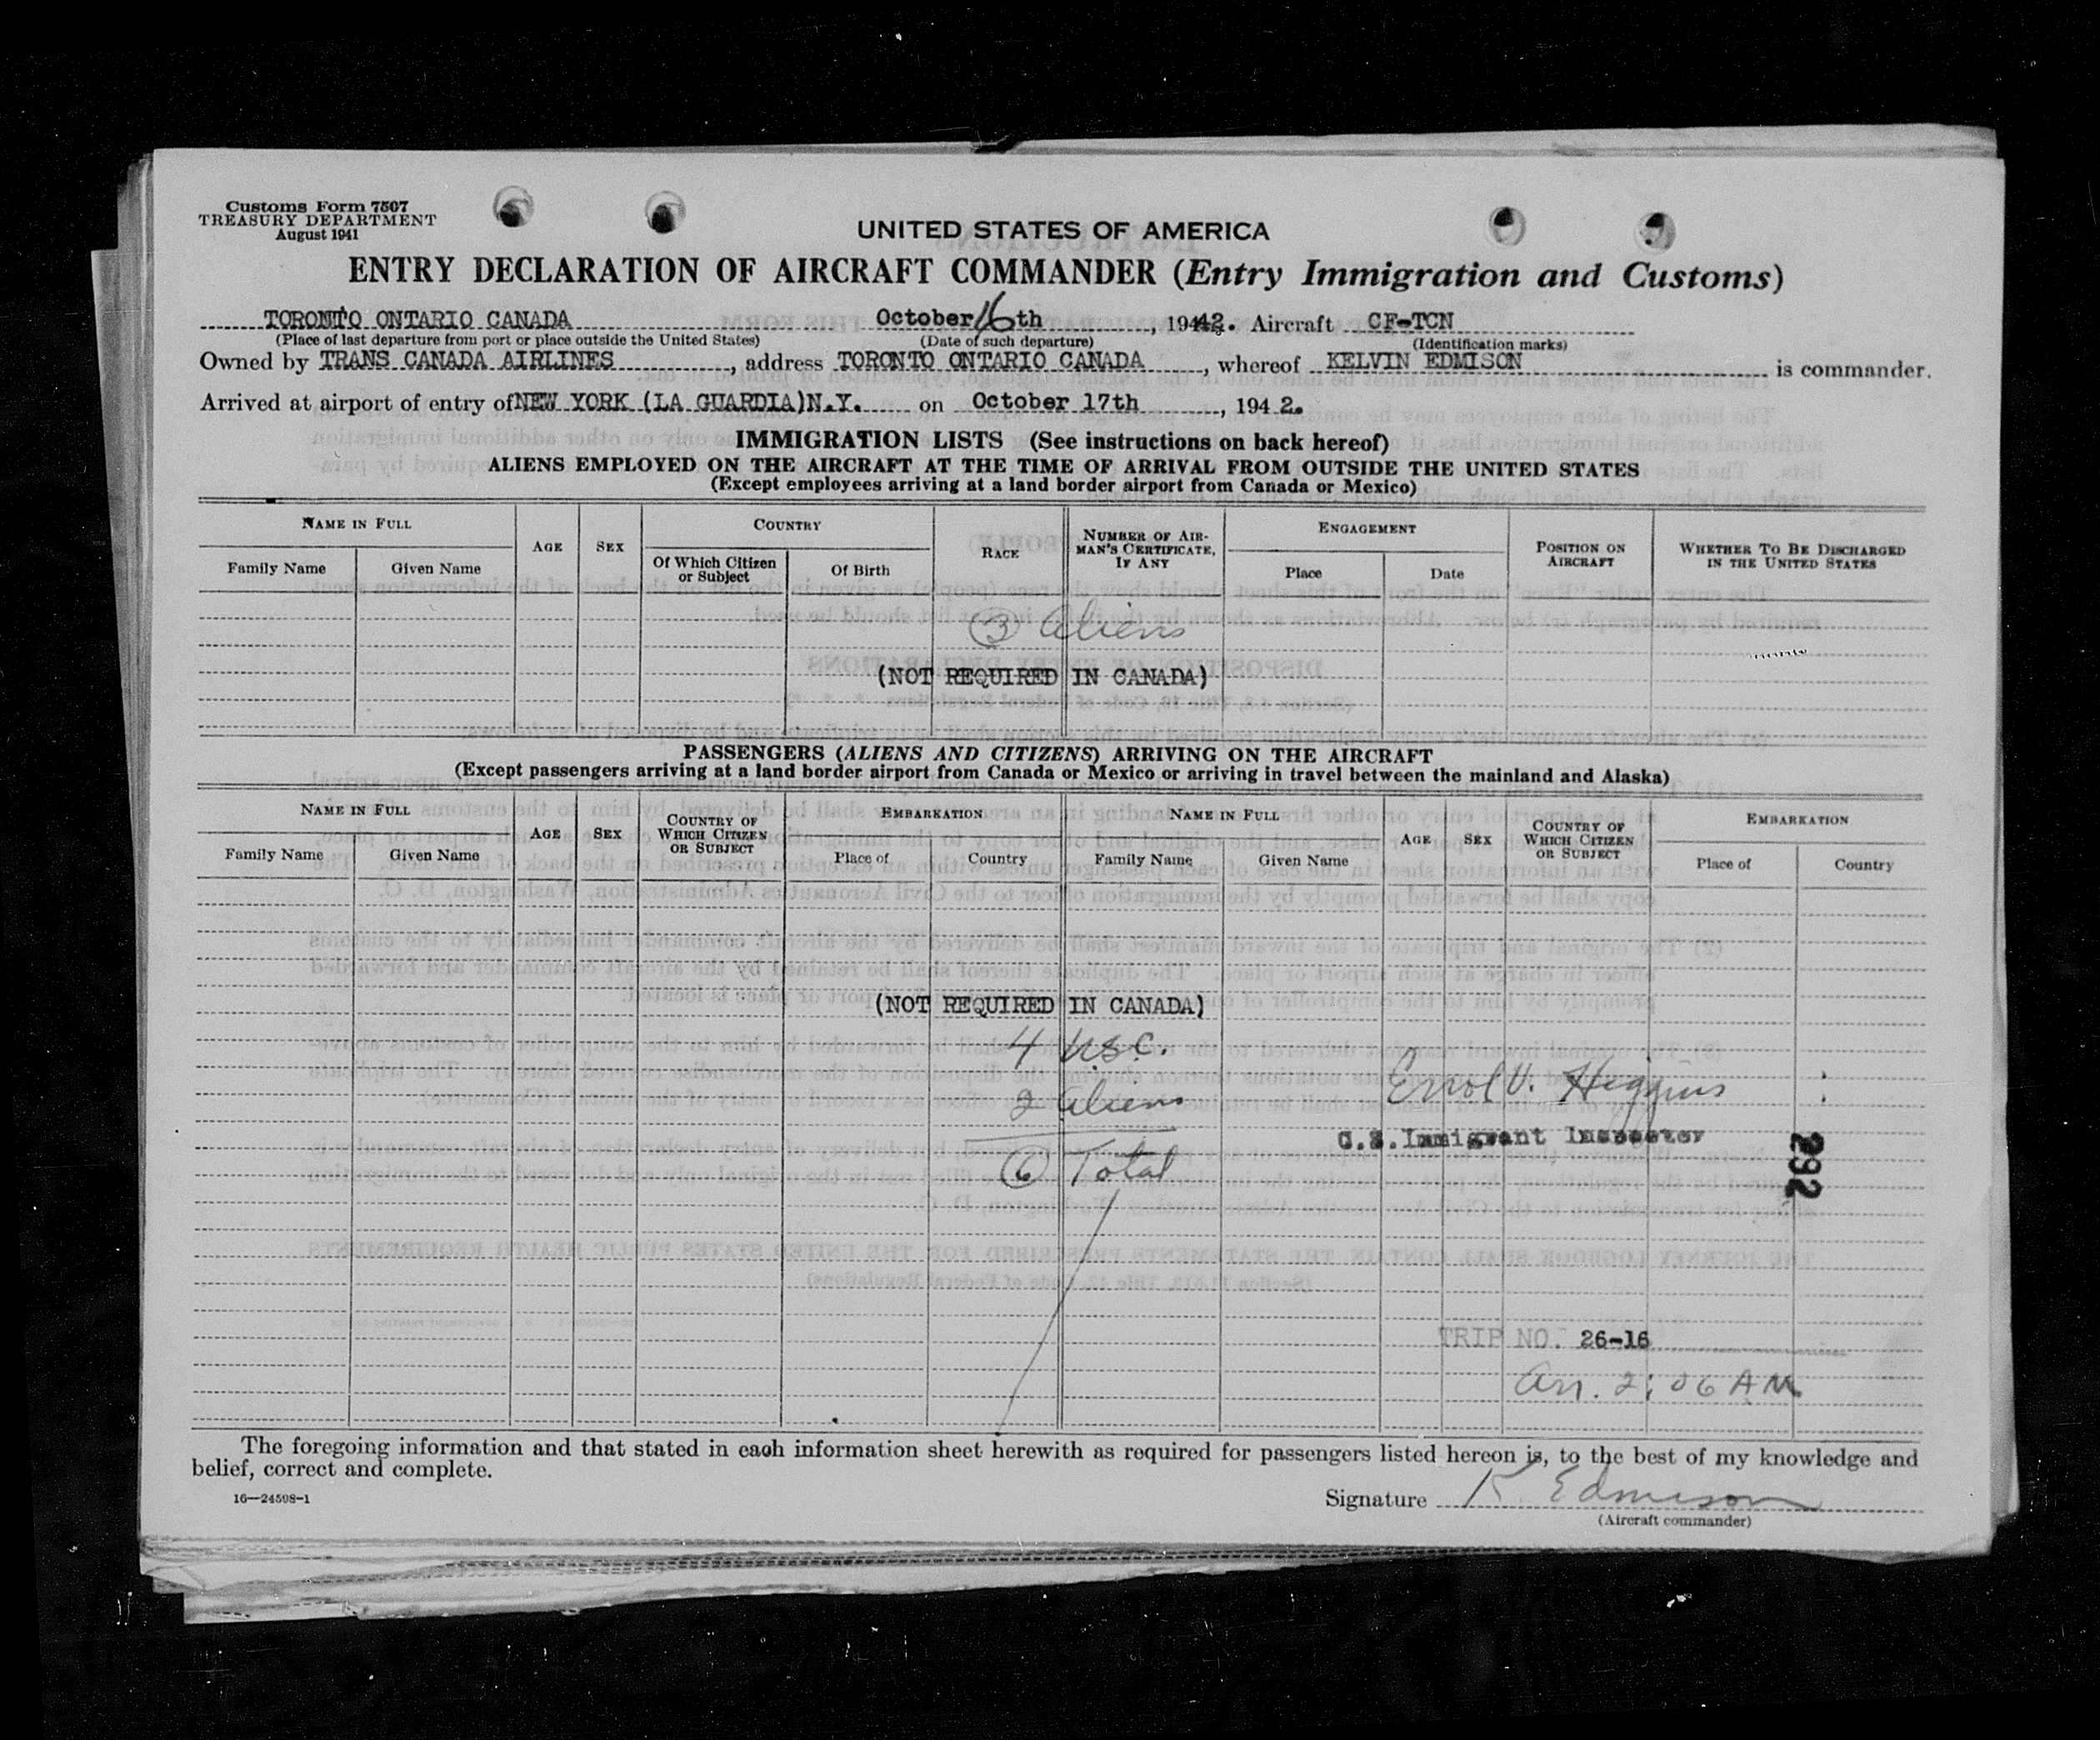 Customs Form 7507
TREASURY DEPARTMENT
August 1941
UNITED STATES OF AMERICA
ENTRY DECLARATION OF AIRCRAFT COMMANDER (Entry Immigration and Customs)
TORONTO ONTARIO CANADA October 16th, 1942. Aircraft CF-TCN
(Place of last departure from port or place outside the United States) (Date of such departure) (Identification marks)
Owned by TRANS CANADA AIRLINES, address TORONTO ONTARIO CANADA, whereof KELVIN EDMISON is commander.
Arrived at airport of entry of NEW YORK (LA GUARDIA)N.Y. on October 17th, 1942.
IMMIGRATION LISTS (See instructions on back hereof)
ALIENS EMPLOYED ON THE AIRCRAFT AT THE TIME OF ARRIVAL FROM OUTSIDE THE UNITED STATES
(Except employees arriving at a land border airport from Canada or Mexico)
NAME IN FULL AGE SEX COUNTRY RACE NUMBER OF AIRMAN'S CERTIFICATE, IF ANY ENGAGEMENT POSITION ON AIRCRAFT WHETHER TO BE DISCHARGED IN THE UNITED STATES
Family Name Given Name Of Which Citizen or Subject Of Birth Place Date
3 Aliens
(NOT REQUIRED IN CANADA)
PASSENGERS (ALIENS AND CITIZENS) ARRIVING ON THE AIRCRAFT
(Except passengers arriving at a land border airport from Canada or Mexico or arriving in travel between the mainland and Alaska)
NAME IN FULL AGE SEX COUNTRY OF WHICH CITIZEN OR SUBJECT EMBARKATION NAME IN FULL AGE SEX COUNTRY OF WHICH CITIZEN OR SUBJECT EMBARKATION
Family Name Given Name Place of Country Family Name Given Name Place of Country
(NOT REQUIRED IN CANADA)
4 U.S.C.
2 Aliens
Errol V. Higgins
U.S. Immigrant Inspector
6 Total
292
TRIP NO. 26-16
Arr. 2:06 AM
The foregoing information and that stated in each information sheet herewith as required for passengers listed hereon is, to the best of my knowledge and
belief, correct and complete.
16—24598-1
Signature K. Edmison
(Aircraft commander)